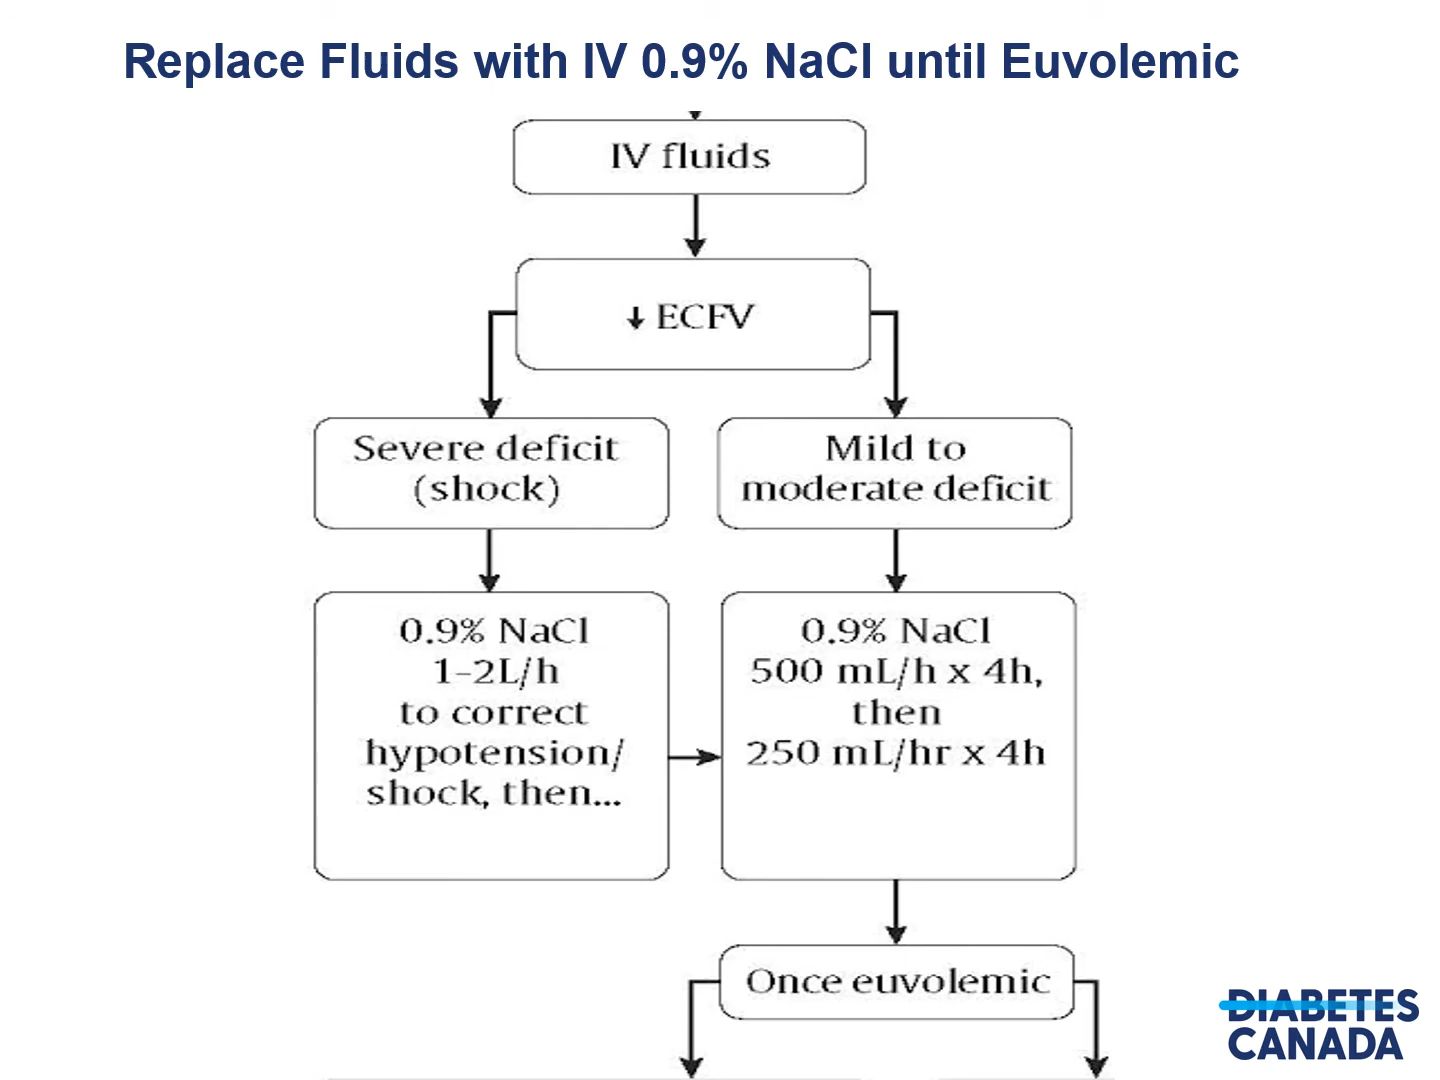 Replace Fluids with IV 0.9% NaCl until Euvolemic
IV fluids
↓ ECFV
Severe deficit
(shock)
Mild to
moderate deficit
0.9% NaCl
1-2L/h
to correct
hypotension/
shock, then...
0.9% NaCl
500 mL/h x 4h,
then
250 mL/hr x 4h
Once euvolemic
DIABETES
CANADA